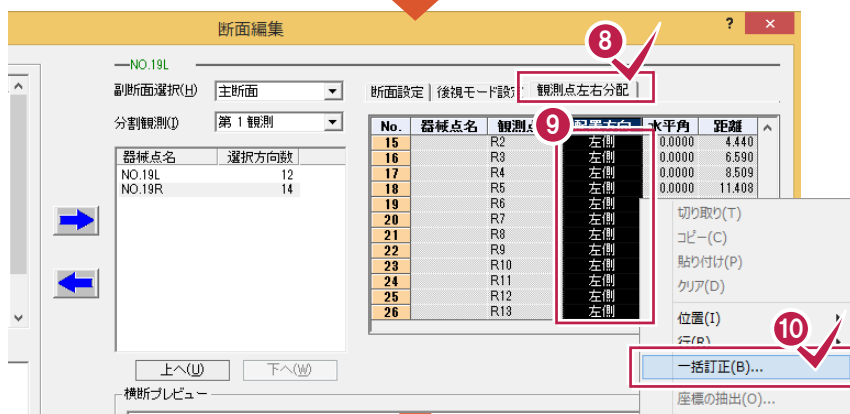 断面編集
? ×
8
NO.19L
副断面選択(H) 主断面
断面設定 後視モード設定 観測点左右分配
分割観測(I) 第1観測
9
No. 器械点名 観測点 配置方向 水平角 距離
15 R2 左側 0.0000 4.440
16 R3 左側 0.0000 6.590
17 R4 左側 0.0000 8.509
18 R5 左側 0.0000 11.408
19 R6 左側
20 R7 左側
21 R8 左側
22 R9 左側
23 R10 左側
24 R11 左側
25 R12 左側
26 R13 左側
器械点名 選択方向数
NO.19L 12
NO.19R 14
切り取り(T)
コピー(C)
貼り付け(P)
クリア(D)
位置(I)
行(R)
10
一括訂正(B)...
座標の抽出(O)...
上へ(U) 下へ(W)
横断プレビュー